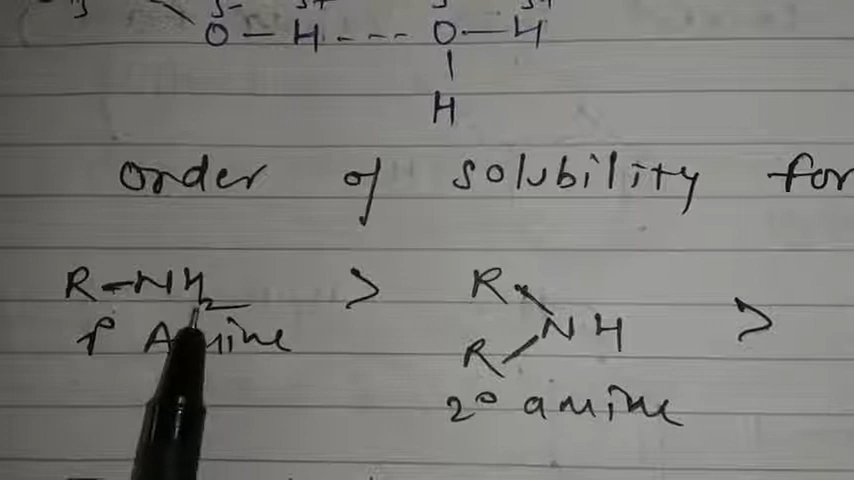 O — H - - - - O — H
|
H
Order of solubility for
R-NH2 > R
R NH >
1° Amine
2° amine